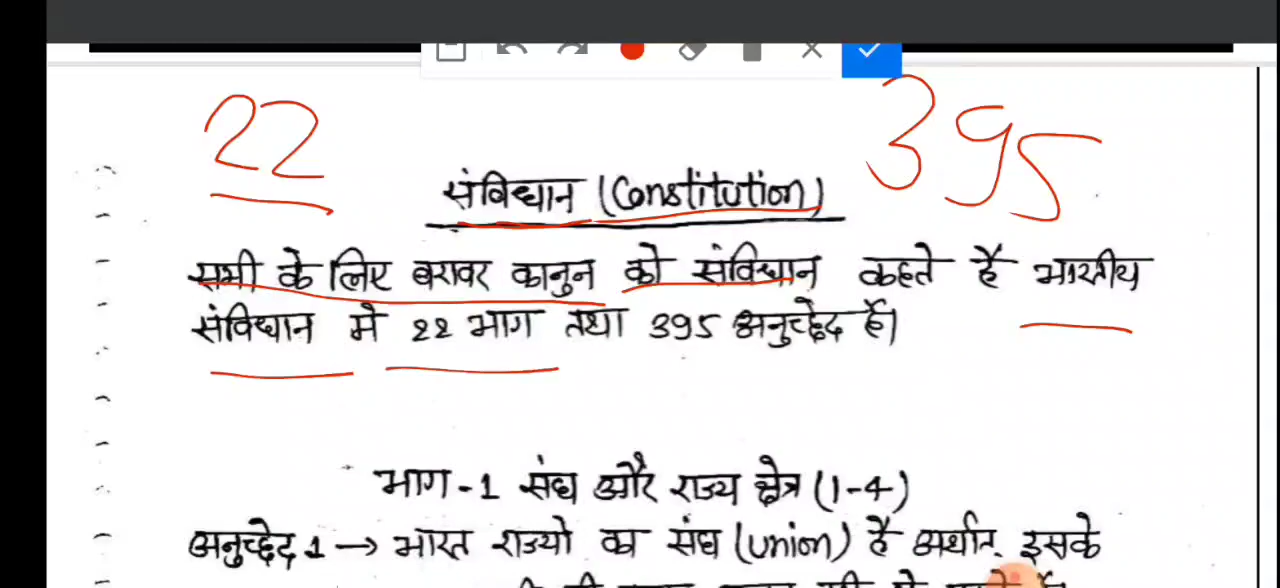 22
395
संविधान (Constitution)
सभी के लिए बरावर कानुन को संविधान कहते हैं भारतीय
संविधान मे 22 भाग तथा 395 अनुच्छेद हैं।
भाग-1 संघ और राज्य क्षेत्र (1-4)
अनुच्छेद 1 → भारत राज्यो का संघ (union) है अर्थात् इसके